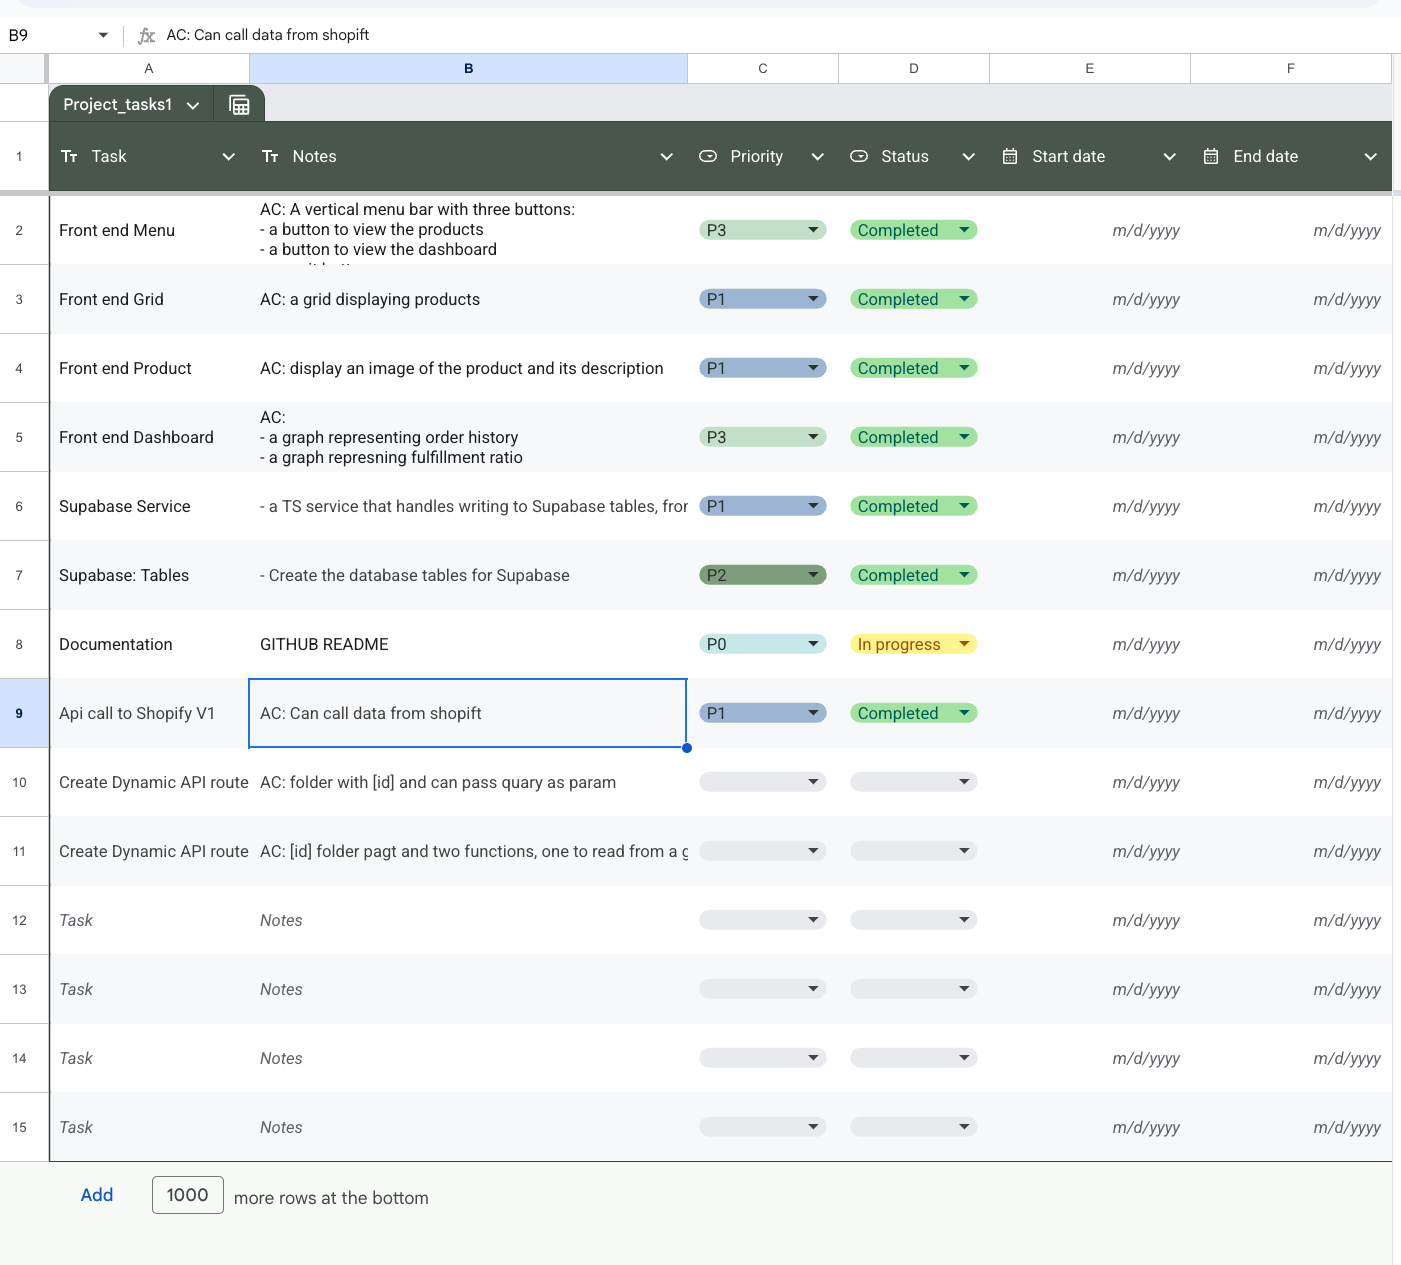 B9
fx AC: Can call data from shopift
A B C D E F
Project_tasks1
1 Task Notes Priority Status Start date End date
2 Front end Menu AC: A vertical menu bar with three buttons:
- a button to view the products
- a button to view the dashboard
P3 Completed m/d/yyyy m/d/yyyy
3 Front end Grid AC: a grid displaying products P1 Completed m/d/yyyy m/d/yyyy
4 Front end Product AC: display an image of the product and its description P1 Completed m/d/yyyy m/d/yyyy
5 Front end Dashboard AC:
- a graph representing order history
- a graph represning fulfillment ratio
P3 Completed m/d/yyyy m/d/yyyy
6 Supabase Service - a TS service that handles writing to Supabase tables, P1 Completed m/d/yyyy m/d/yyyy
7 Supabase: Tables - Create the database tables for Supabase P2 Completed m/d/yyyy m/d/yyyy
8 Documentation GITHUB README P0 In progress m/d/yyyy m/d/yyyy
9 Api call to Shopify V1 AC: Can call data from shopift P1 Completed m/d/yyyy m/d/yyyy
10 Create Dynamic API route AC: folder with [id] and can pass quary as param m/d/yyyy m/d/yyyy
11 Create Dynamic API route AC: [id] folder pagt and two functions, one to read from a m/d/yyyy m/d/yyyy
12 Task Notes m/d/yyyy m/d/yyyy
13 Task Notes m/d/yyyy m/d/yyyy
14 Task Notes m/d/yyyy m/d/yyyy
15 Task Notes m/d/yyyy m/d/yyyy
Add 1000 more rows at the bottom